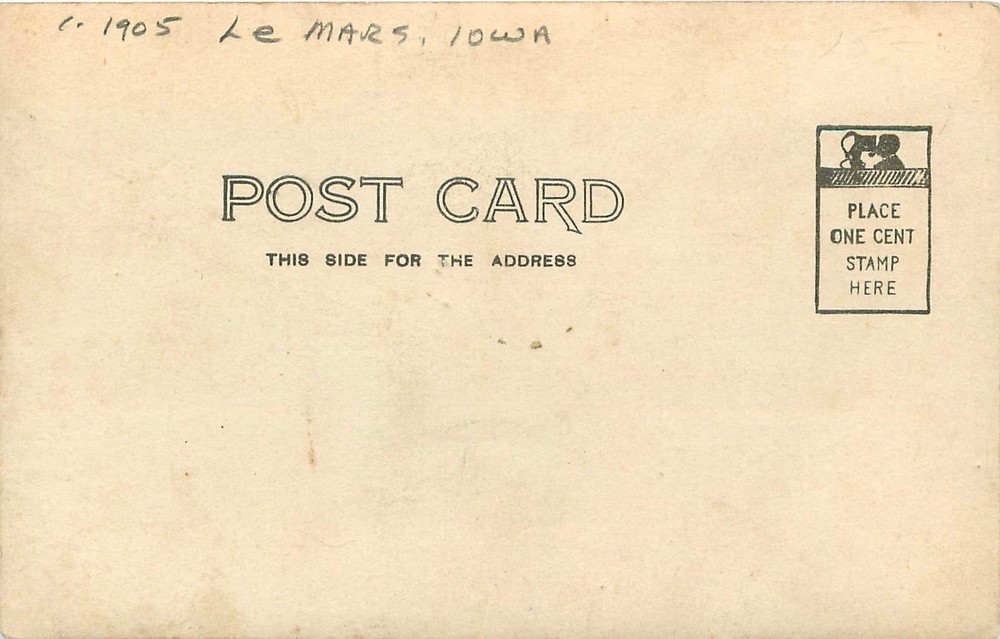 c. 1905 Le MARS, IOWA
POST CARD
THIS SIDE FOR THE ADDRESS
PLACE
ONE CENT
STAMP
HERE